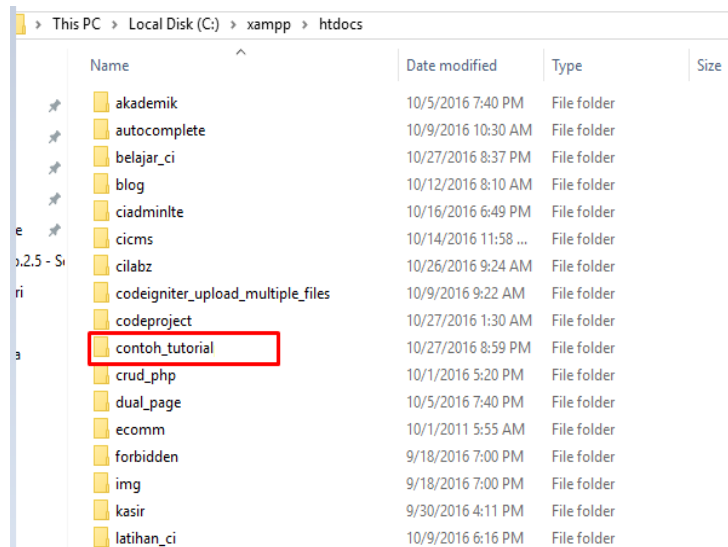 > This PC > Local Disk (C:) > xampp > htdocs
Name Date modified Type Size
akademik 10/5/2016 7:40 PM File folder
autocomplete 10/9/2016 10:30 AM File folder
belajar_ci 10/27/2016 8:37 PM File folder
blog 10/12/2016 8:10 AM File folder
ciadminlte 10/16/2016 6:49 PM File folder
e cicms 10/14/2016 11:58 ... File folder
.2.5 - S cilabz 10/26/2016 9:24 AM File folder
ri codeigniter_upload_multiple_files 10/9/2016 9:22 AM File folder
codeproject 10/27/2016 1:30 AM File folder
a contoh_tutorial 10/27/2016 8:59 PM File folder
crud_php 10/1/2016 5:20 PM File folder
dual_page 10/5/2016 7:40 PM File folder
ecomm 10/1/2011 5:55 AM File folder
forbidden 9/18/2016 7:00 PM File folder
img 9/18/2016 7:00 PM File folder
kasir 9/30/2016 4:11 PM File folder
latihan_ci 10/9/2016 6:16 PM File folder